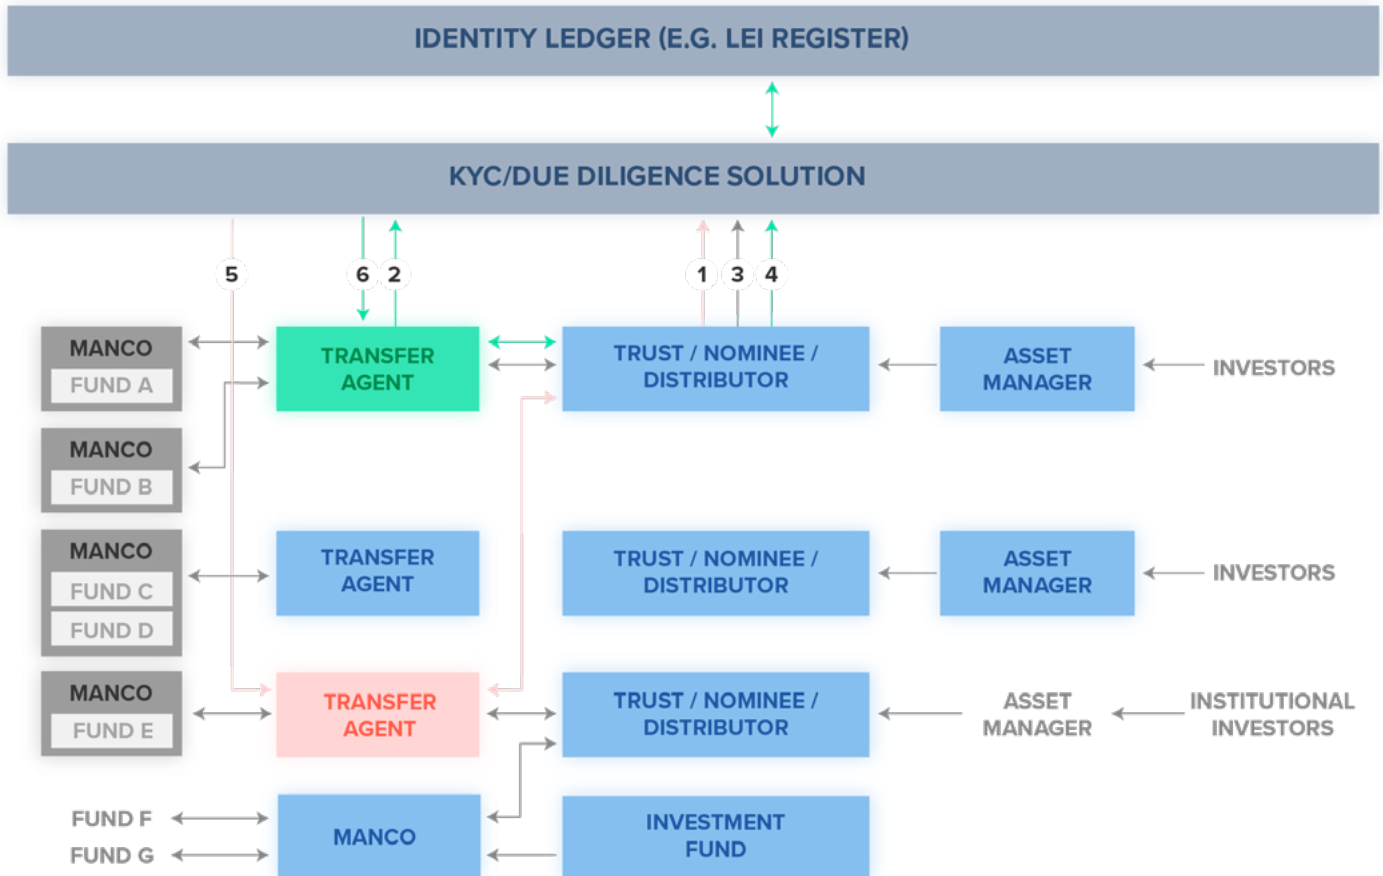 IDENTITY LEDGER (E.G. LEI REGISTER)
KYC/DUE DILIGENCE SOLUTION
5
6
2
1
3
4
MANCO
FUND A
TRANSFER
AGENT
TRUST / NOMINEE /
DISTRIBUTOR
ASSET
MANAGER
INVESTORS
MANCO
FUND B
MANCO
FUND C
FUND D
TRANSFER
AGENT
TRUST / NOMINEE /
DISTRIBUTOR
ASSET
MANAGER
INVESTORS
MANCO
FUND E
TRANSFER
AGENT
TRUST / NOMINEE /
DISTRIBUTOR
ASSET
MANAGER
INSTITUTIONAL
INVESTORS
FUND F
FUND G
MANCO
INVESTMENT
FUND